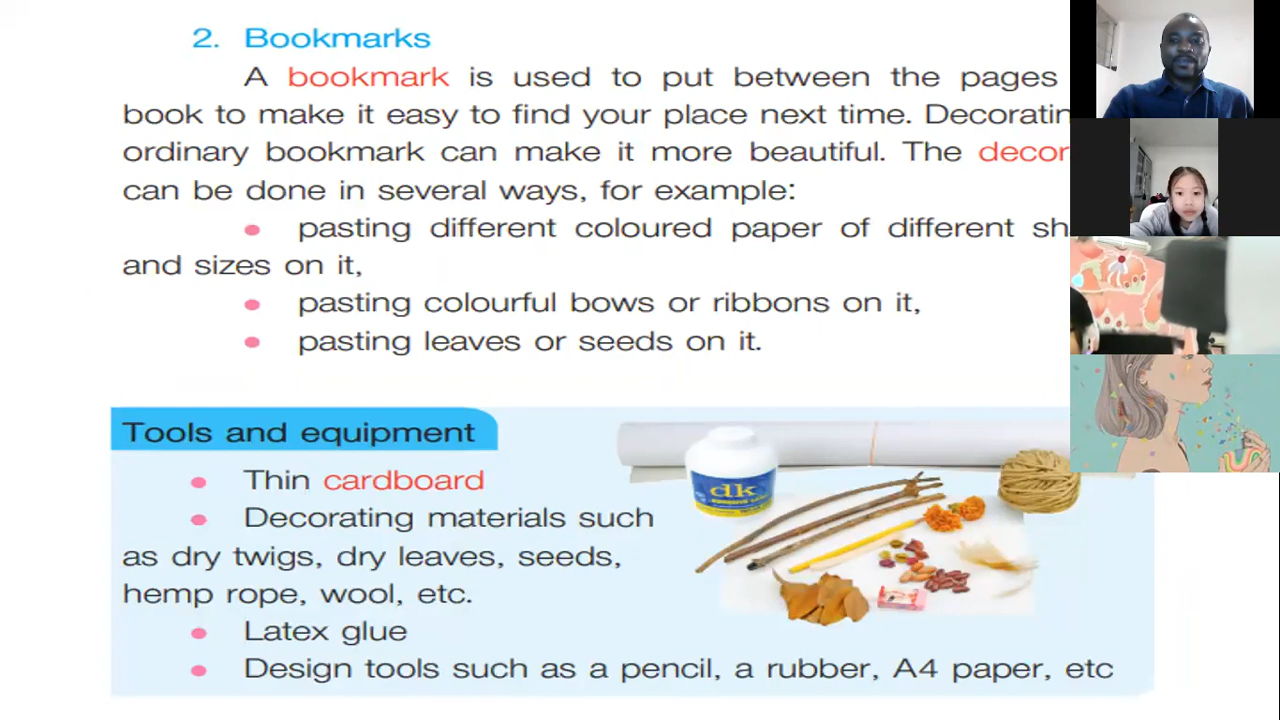 2. Bookmarks
A bookmark is used to put between the pages
book to make it easy to find your place next time. Decoratin
ordinary bookmark can make it more beautiful. The decor
can be done in several ways, for example:
pasting different coloured paper of different sh
and sizes on it,
pasting colourful bows or ribbons on it,
pasting leaves or seeds on it.
Tools and equipment
Thin cardboard
Decorating materials such
as dry twigs, dry leaves, seeds,
hemp rope, wool, etc.
Latex glue
Design tools such as a pencil, a rubber, A4 paper, etc
dk